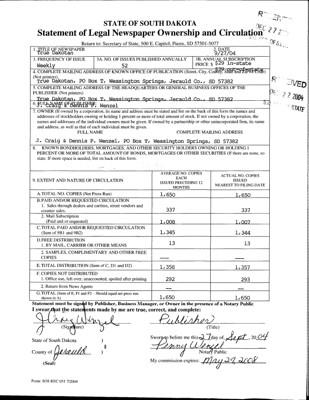 STATE OF SOUTH DAKOTA
Statement of Legal Newspaper Ownership and Circulation
Return to: Secretary of State, 500 E. Capitol, Pierre, SD 57501-5077
1. TITLE OF NEWSPAPER
True Dakotan
2. DATE
9/27/04
3. FREQUENCY OF ISSUE
Weekly
3A. NO. OF ISSUES PUBLISHED ANNUALLY
52
3B. ANNUAL SUBSCRIPTION
PRICE $ $29 in-state
4. COMPLETE MAILING ADDRESS OF KNOWN OFFICE OF PUBLICATION (Street, City, County,
(Not printer)
True Dakotan, PO Box T, Wessington Springs, Jerauld Co., SD 57382
5. COMPLETE MAILING ADDRESS OF THE HEADQUARTERS OR GENERAL BUSINESS OFFICES OF THE
PUBLISHER (Not printer)
True Dakotan, PO Box T, Wessington Springs, Jerauld Co., SD 57382
6. FULL NAME OF PUBLISHER
J. Craig & Dennis F. Wenzel
7. OWNER (If owned by a corporation, its name and address must be stated and list on the back of this form the names and
addresses of stockholders owning or holding 1 percent or more of total amount of stock. If not owned by a corporation, the
names and addresses of the individual owners must be given. If owned by a partnership or other unincorporated firm, its name
and address, as well as that of each individual must be given.
FULL NAME
COMPLETE MAILING ADDRESS
J. Craig & Dennis F. Wenzel, PO Box T, Wessington Springs, SD 57382
8. KNOWN BONDHOLDERS, MORTGAGES, AND OTHER SECURITY HOLDERS OWNING OR HOLDING 1
PERCENT OR MORE OF TOTAL AMOUNT OF BONDS, MORTGAGES OR OTHER SECURITIES (If there are none, so
state. If more space is needed, list on back of this form.
9. EXTENT AND NATURE OF CIRCULATION
AVERAGE NO. COPIES
EACH
ISSUED PRECEDING 12
MONTHS
ACTUAL NO. COPIES
ISSUED
NEAREST TO FILING DATE
A. TOTAL NO. COPIES (Net Press Run)
1,650
1,650
B. PAID AND/OR REQUESTED CIRCULATION
1. Sales through dealers and carriers, street vendors and
counter sales.
337
337
2. Mail Subscription
(Paid and or requested)
1,008
1,007
C. TOTAL PAID AND/OR REQUESTED CIRCULATION
(Sum of 9B1 and 9B2)
1,345
1,344
D. FREE DISTRIBUTION
1. BY MAIL, CARRIER OR OTHER MEANS
13
13
2. SAMPLES, COMPLIMENTARY AND OTHER FREE
COPIES
E. TOTAL DISTRIBUTION (Sum of C, D1 and D2)
1,358
1,357
F. COPIES NOT DISTRIBUTED
1. Office use, left over, unaccounted, spoiled after printing
292
293
2. Return from News Agents
G. TOTAL (Sum of E, F1 and F2 - Should equal net press run
shown in A)
1,650
1,650
Statement must be signed by Publisher, Business Manager, or Owner in the presence of a Notary Public
I swear that the statements made by me are true, correct, and complete:
J Craig Wenzel
(Signature)
Publisher
(Title)
State of South Dakota )
Sworn to before me this 27 day of Sept, 2004
County of Jerauld )
Penny Wenzel
Notary Public
(Seal)
My commission expires: May 29, 2008